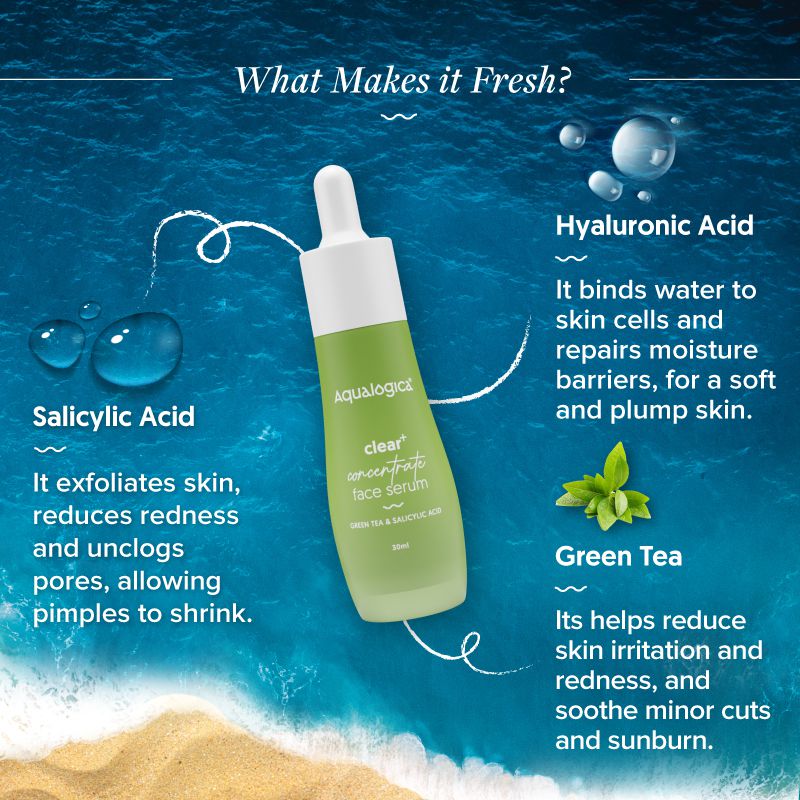 What Makes it Fresh?
Hyaluronic Acid
It binds water to
skin cells and
repairs moisture
barriers, for a soft
and plump skin.
Aqualogica®
clear+
concentrate
face serum
GREEN TEA & SALICYLIC ACID
30ml
Salicylic Acid
It exfoliates skin,
reduces redness
and unclogs
pores, allowing
pimples to shrink.
Green Tea
Its helps reduce
skin irritation and
redness, and
soothe minor cuts
and sunburn.